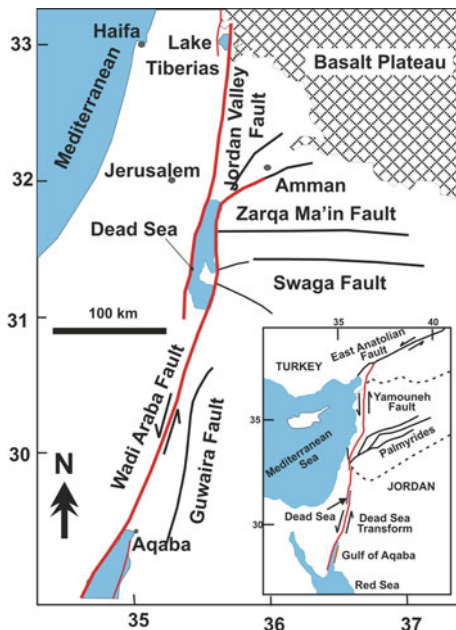 33
Haifa
Lake
Tiberias
Basalt Plateau
Mediterranean
Jordan Valley
Fault
Jerusalem
32
Amman
Zarqa Ma'in Fault
Dead Sea
Swaga Fault
31
100 km
Wadi Araba Fault
Guwaira Fault
30
N
Aqaba
35
36
37
35
40
TURKEY
East Anatolian
Fault
Yamouneh
Fault
35
Mediterranean
Sea
Palmyrides
JORDAN
Dead Sea
Dead Sea
Transform
30
Gulf of Aqaba
Red Sea